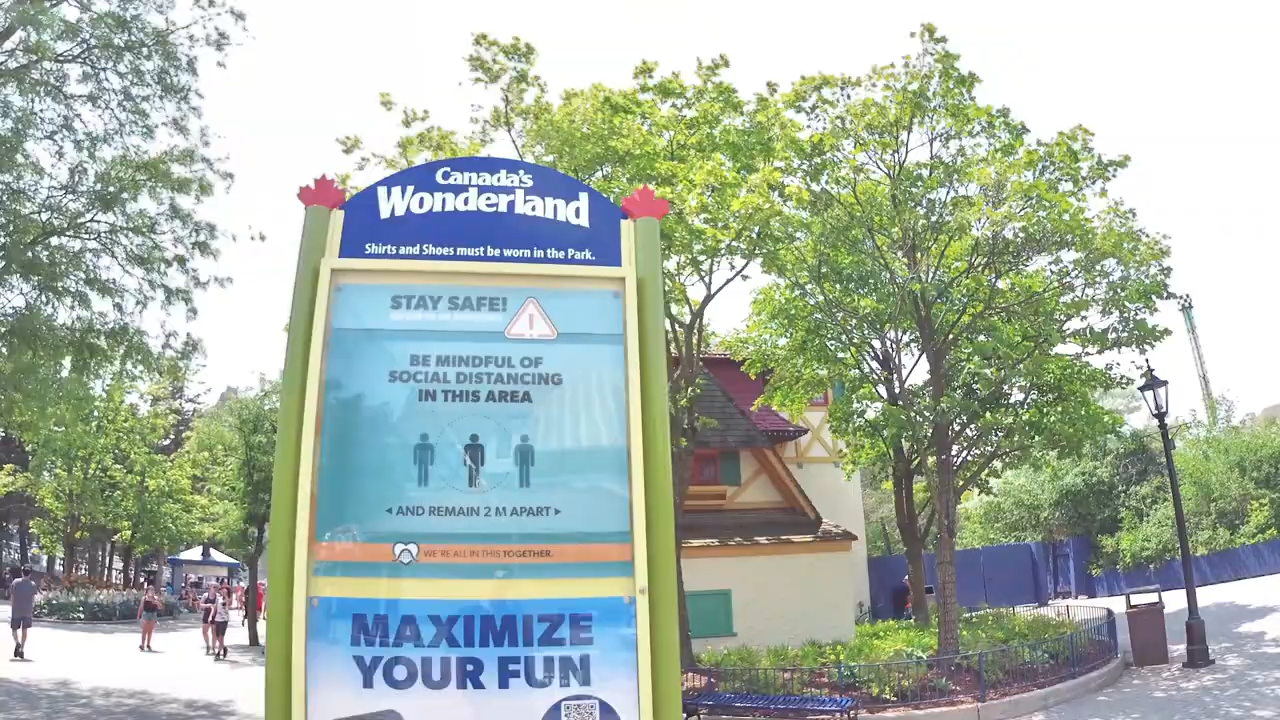 Canada's
Wonderland
Shirts and Shoes must be worn in the Park.
STAY SAFE!
BE MINDFUL OF
SOCIAL DISTANCING
IN THIS AREA
AND REMAIN 2 M APART
WE'RE ALL IN THIS TOGETHER.
MAXIMIZE
YOUR FUN